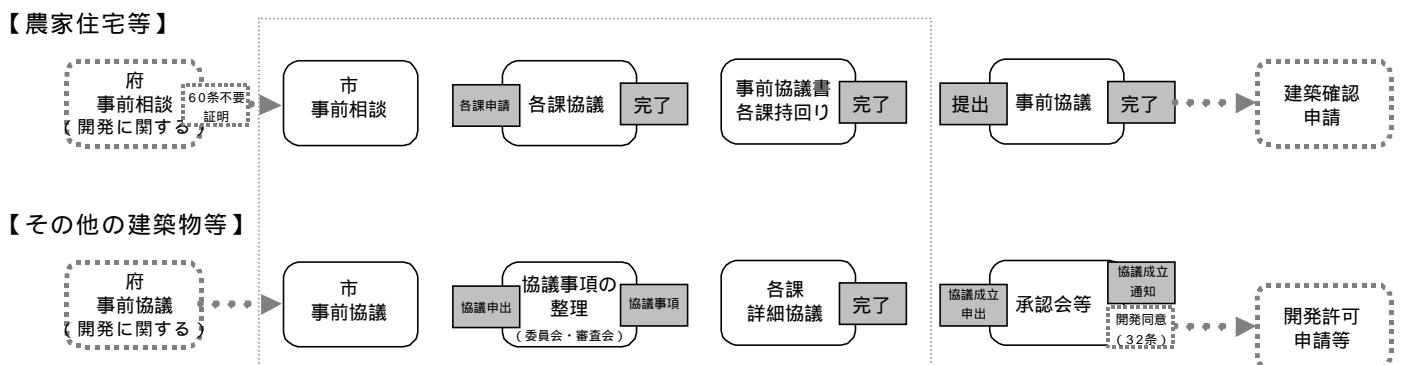 【農家住宅等】
府
事前相談
(開発に関する)
60条不要
証明
市
事前相談
各課申請
各課協議
完了
事前協議書
各課持回り
完了
提出
事前協議
完了
建築確認
申請
【その他の建築物等】
府
事前協議
(開発に関する)
市
事前協議
協議申出
協議事項の
整理
(委員会・審査会)
協議事項
各課
詳細協議
完了
協議成立
申出
承認会等
協議成立
通知
開発同意
(32条)
開発許可
申請等